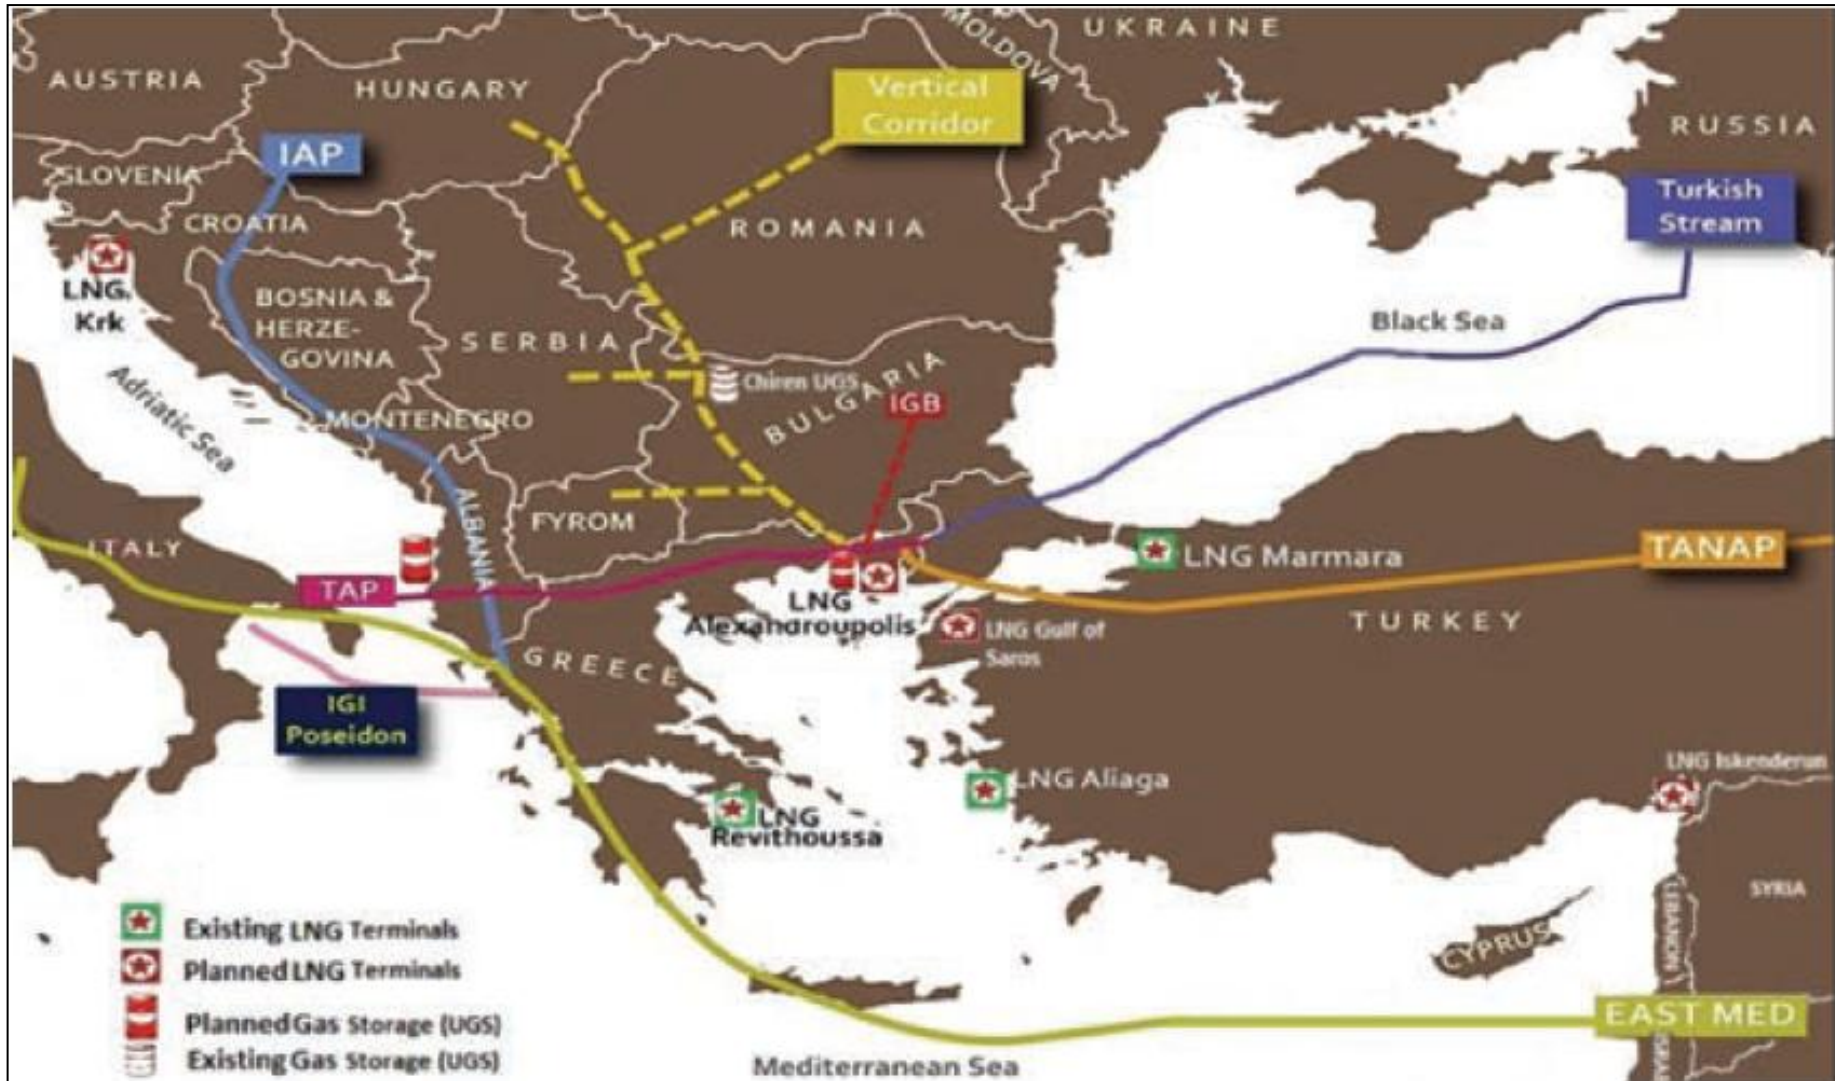 UKRAINE
MOLDOVA
AUSTRIA
HUNGARY
Vertical
Corridor
RUSSIA
IAP
SLOVENIA
CROATIA
ROMANIA
Turkish
Stream
LNG
Krk
BOSNIA &
HERZE-
GOVINA
SERBIA
Black Sea
Adriatic Sea
Chiren UGS
BULGARIA
IGB
MONTENEGRO
ALBANIA
FYROM
ITALY
TAP
LNG Marmara
TANAP
LNG
Alexandroupolis
LNG Gulf of
Saros
TURKEY
GREECE
IGI
Poseidon
LNG Iskenderun
LNG Aliaga
LNG
Revithoussa
SYRIA
LEBANON
CYPRUS
Existing LNG Terminals
Planned LNG Terminals
Planned Gas Storage (UGS)
Existing Gas Storage (UGS)
EAST MED
Mediterranean Sea